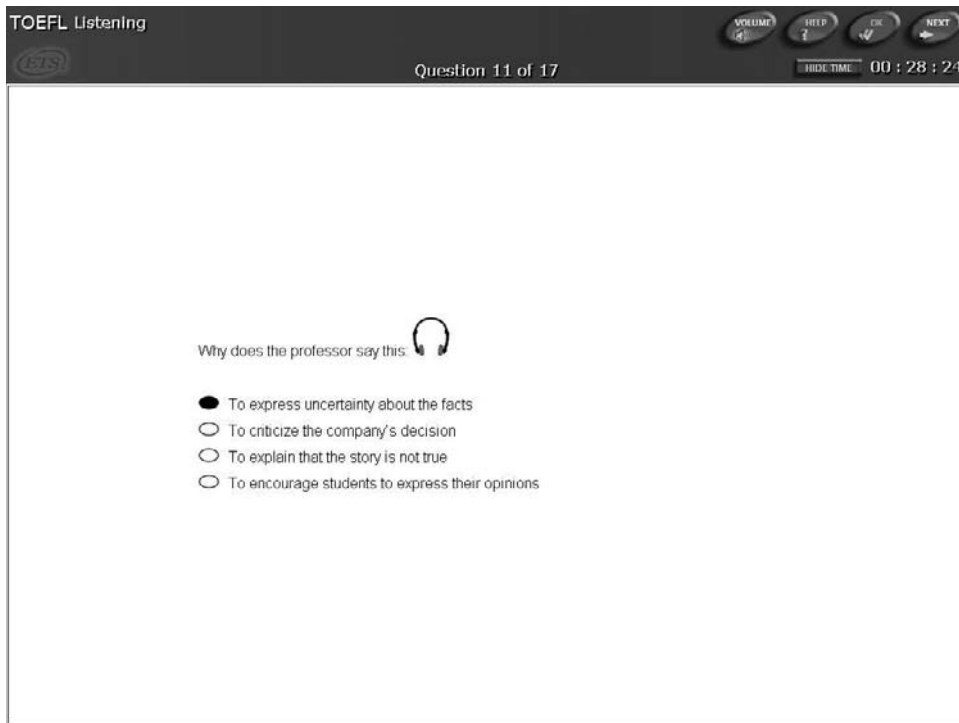 TOEFL Listening
VOLUME
HELP
?
OK
NEXT
ETS
Question 11 of 17
HIDE TIME
00 : 28 : 24
Why does the professor say this:
To express uncertainty about the facts
To criticize the company's decision
To explain that the story is not true
To encourage students to express their opinions